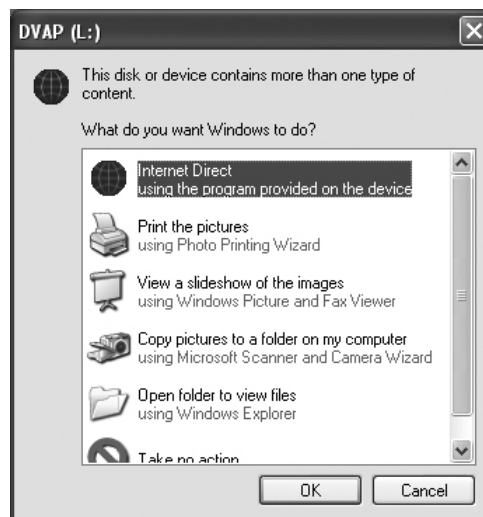 DVAP (L:)
This disk or device contains more than one type of
content.
What do you want Windows to do?
Internet Direct
using the program provided on the device
Print the pictures
using Photo Printing Wizard
View a slideshow of the images
using Windows Picture and Fax Viewer
Copy pictures to a folder on my computer
using Microsoft Scanner and Camera Wizard
Open folder to view files
using Windows Explorer
Take no action
OK
Cancel